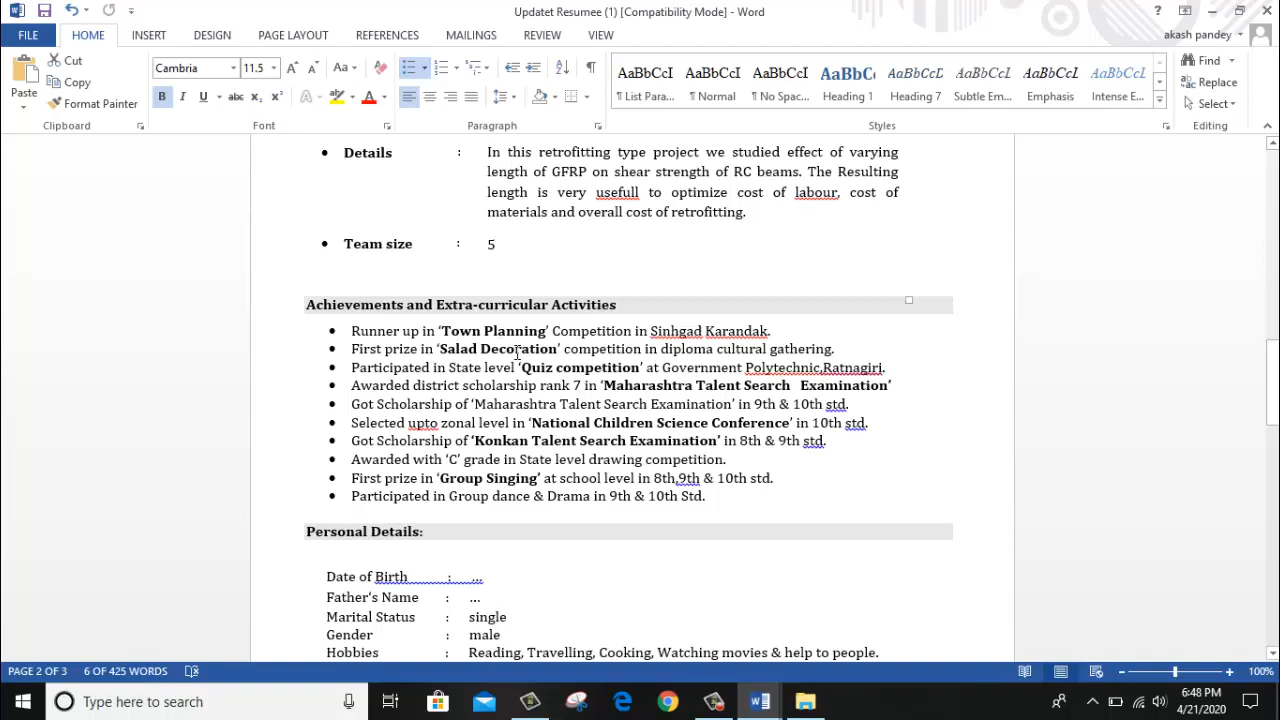 Updatet Resumee (1) [Compatibility Mode] - Word
FILE HOME INSERT DESIGN PAGE LAYOUT REFERENCES MAILINGS REVIEW VIEW akash pandey
Paste Cut Copy Format Painter
Clipboard
Cambria 11.5
Font
Paragraph
AaBbCcI AaBbCcI AaBbCcI AaBbC AaBbCcL AaBbCcI AaBbCcI AaBbCcI
¶ List Para... ¶ Normal ¶ No Spac... Heading 1 Heading 7 Subtle Em... Emphasis Intense E...
Styles
Find
Replace
Select
Editing
• Details : In this retrofitting type project we studied effect of varying
length of GFRP on shear strength of RC beams. The Resulting
length is very usefull to optimize cost of labour, cost of
materials and overall cost of retrofitting.
• Team size : 5
Achievements and Extra-curricular Activities
• Runner up in ‘Town Planning’ Competition in Sinhgad Karandak.
• First prize in ‘Salad Decoration’ competition in diploma cultural gathering.
• Participated in State level ‘Quiz competition’ at Government Polytechnic,Ratnagiri.
• Awarded district scholarship rank 7 in ‘Maharashtra Talent Search Examination’
• Got Scholarship of ‘Maharashtra Talent Search Examination’ in 9th & 10th std.
• Selected upto zonal level in ‘National Children Science Conference’ in 10th std.
• Got Scholarship of ‘Konkan Talent Search Examination’ in 8th & 9th std.
• Awarded with ‘C’ grade in State level drawing competition.
• First prize in ‘Group Singing’ at school level in 8th,9th & 10th std.
• Participated in Group dance & Drama in 9th & 10th Std.
Personal Details:
Date of Birth : ...
Father‘s Name : ...
Marital Status : single
Gender : male
Hobbies : Reading, Travelling, Cooking, Watching movies & help to people.
PAGE 2 OF 3 6 OF 425 WORDS 100%
Type here to search
6:48 PM
4/21/2020